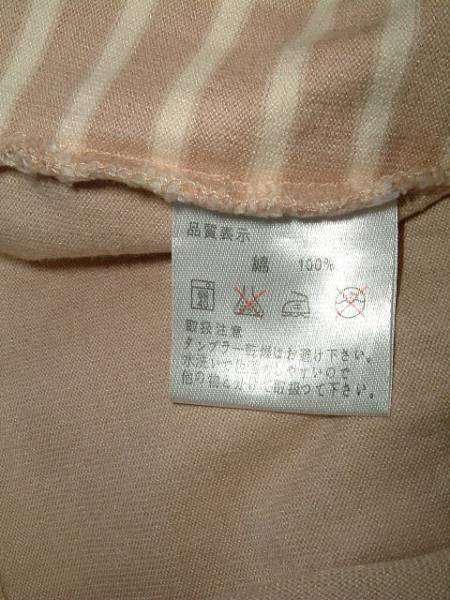 品質表示
綿 100%
取扱注意
タンブラー乾燥はお避け下さい。
水洗いで色落ちしやすいので
他の物と分けて取扱って下さい。